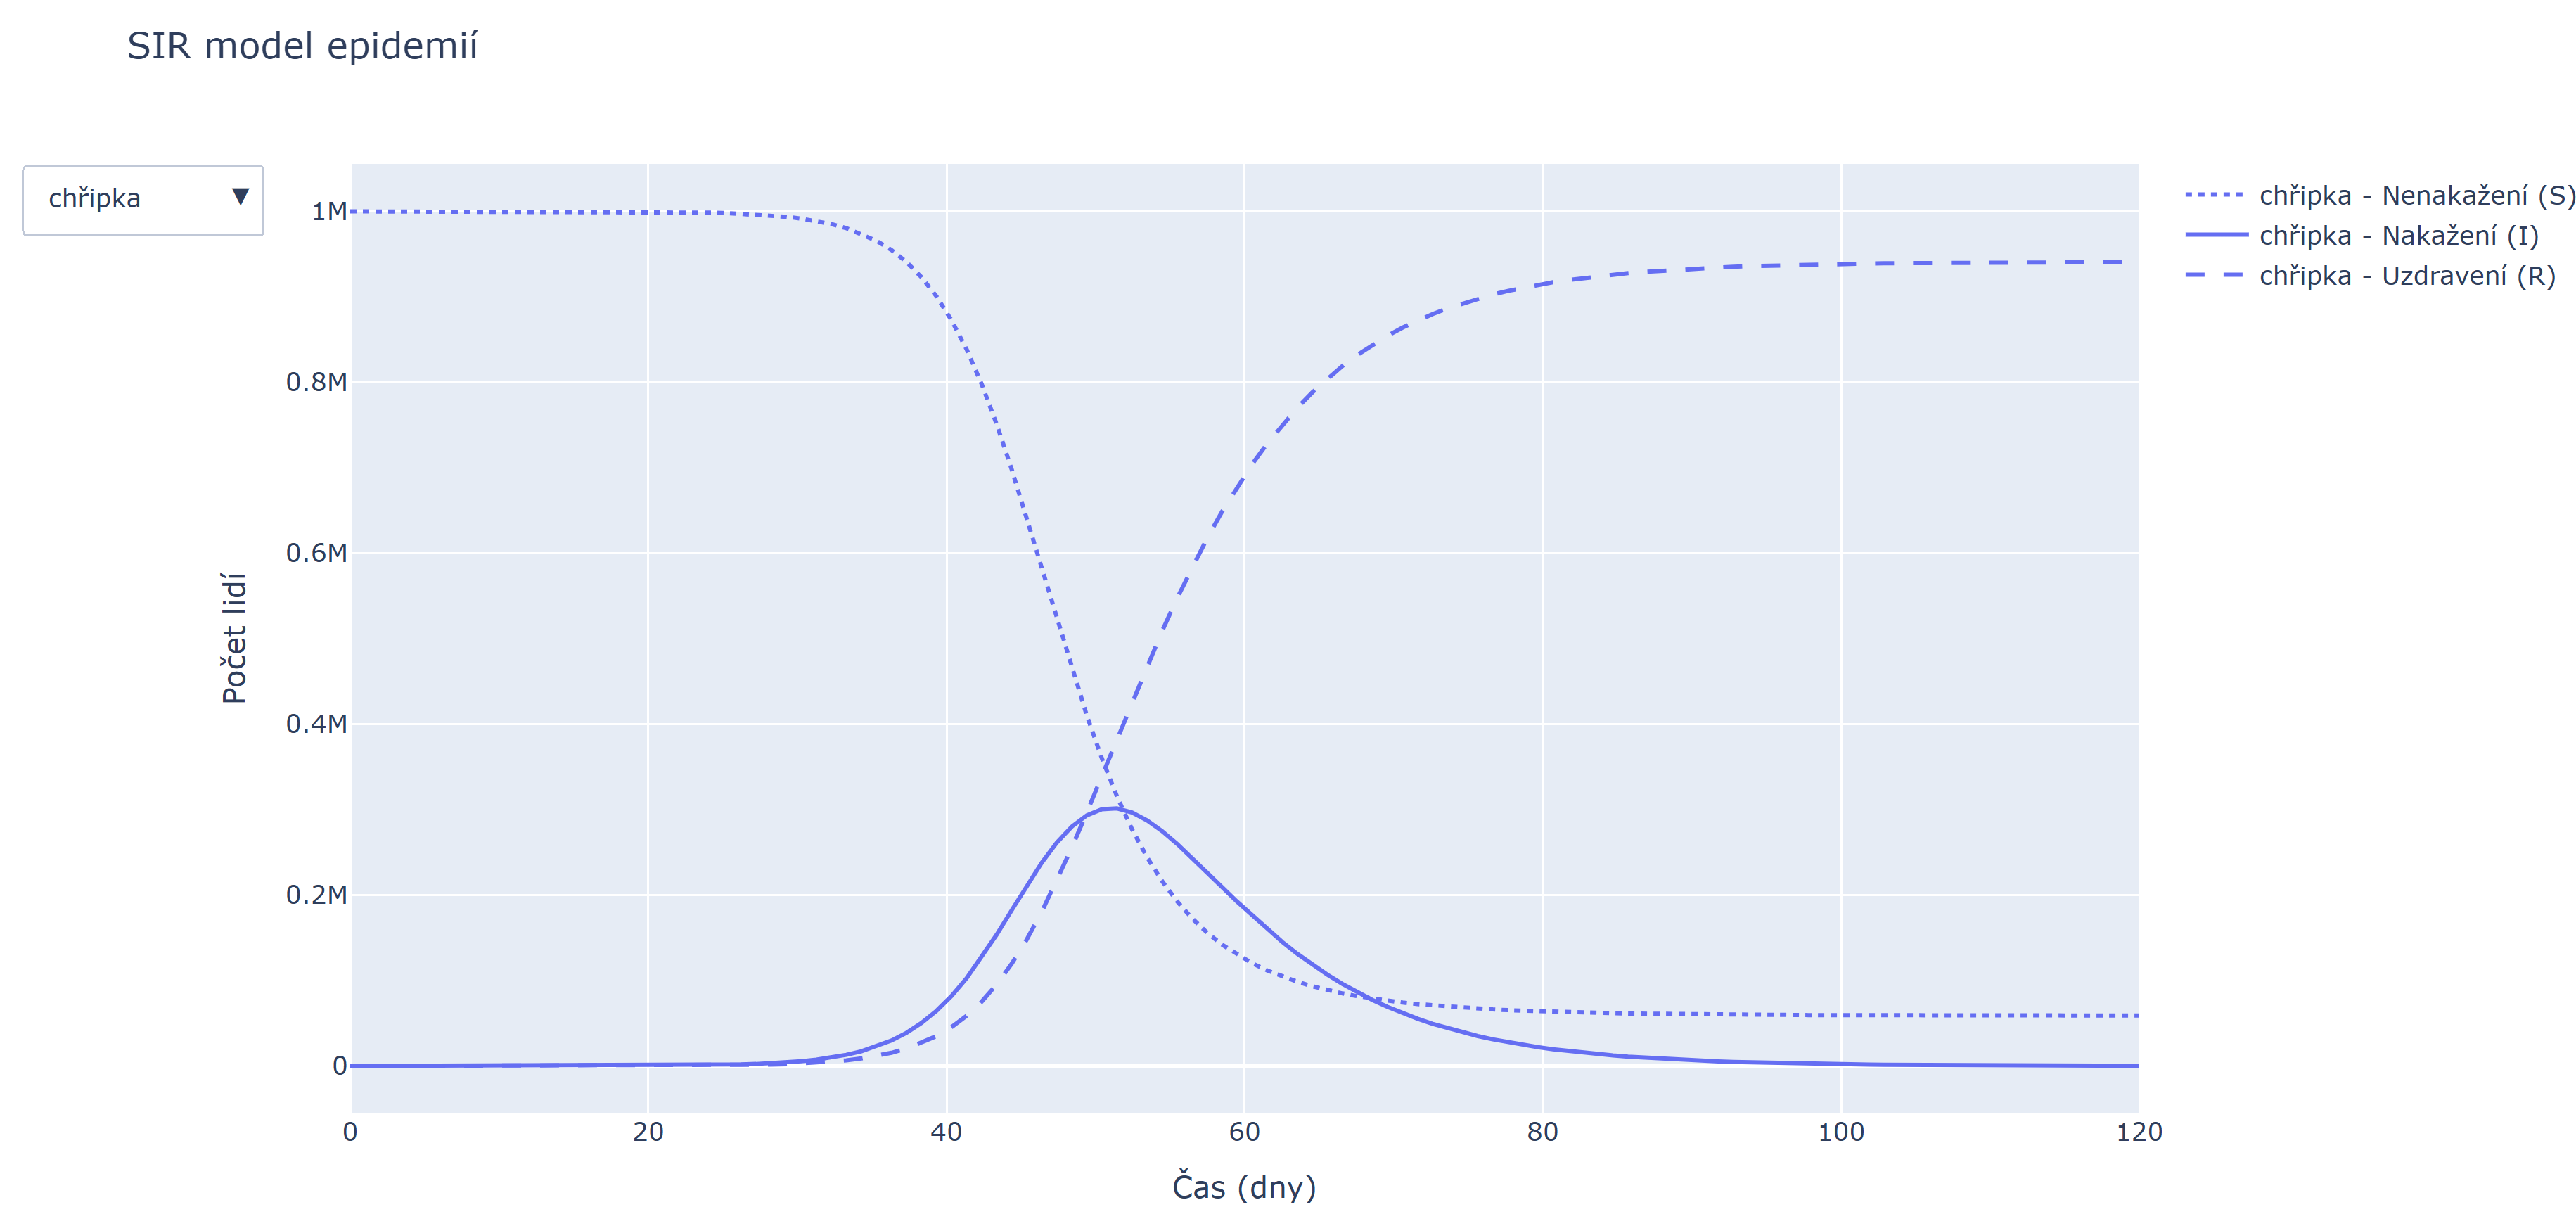 SIR model epidemií
chřipka ▼
chřipka - Nenakažení (S)
chřipka - Nakažení (I)
chřipka - Uzdravení (R)
1M
0.8M
0.6M
0.4M
0.2M
0
Počet lidí
0 20 40 60 80 100 120
Čas (dny)